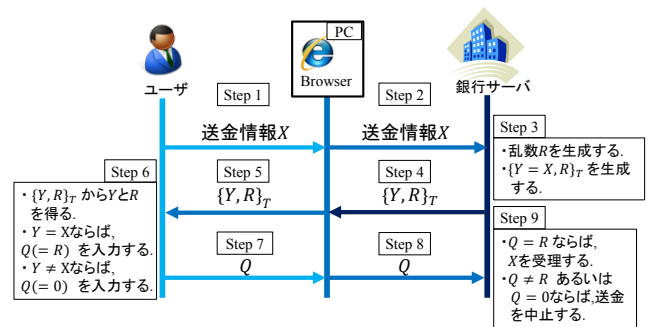 PC
Browser
ユーザ
銀行サーバ
Step 1
Step 2
送金情報X
送金情報X
Step 3
・乱数Rを生成する.
・{Y = X, R}_T を生成
する.
Step 6
Step 5
Step 4
{Y, R}_T
{Y, R}_T
・{Y, R}_T からYとR
を得る.
・Y = Xならば,
Q(= R) を入力する.
・Y ≠ Xならば,
Q(= 0) を入力する.
Step 7
Step 8
Q
Q
Step 9
・Q = R ならば,
Xを受理する.
・Q ≠ R あるいは
Q = 0ならば,送金
を中止する.